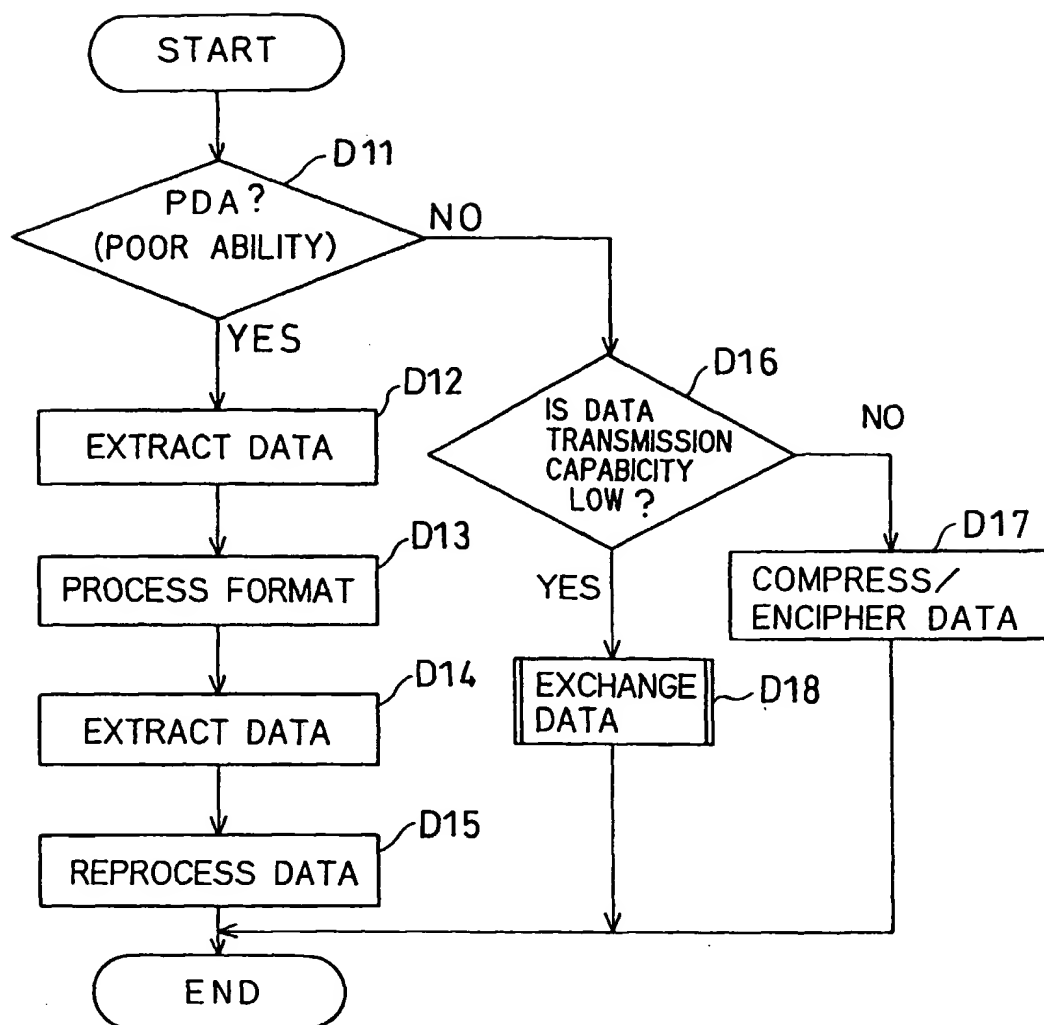 START
D11
PDA?
(POOR ABILITY)
NO
YES
D12
EXTRACT DATA
D13
PROCESS FORMAT
D14
EXTRACT DATA
D15
REPROCESS DATA
D16
IS DATA
TRANSMISSION
CAPABICITY
LOW?
NO
D17
COMPRESS/
ENCIPHER DATA
YES
EXCHANGE
DATA
D18
END